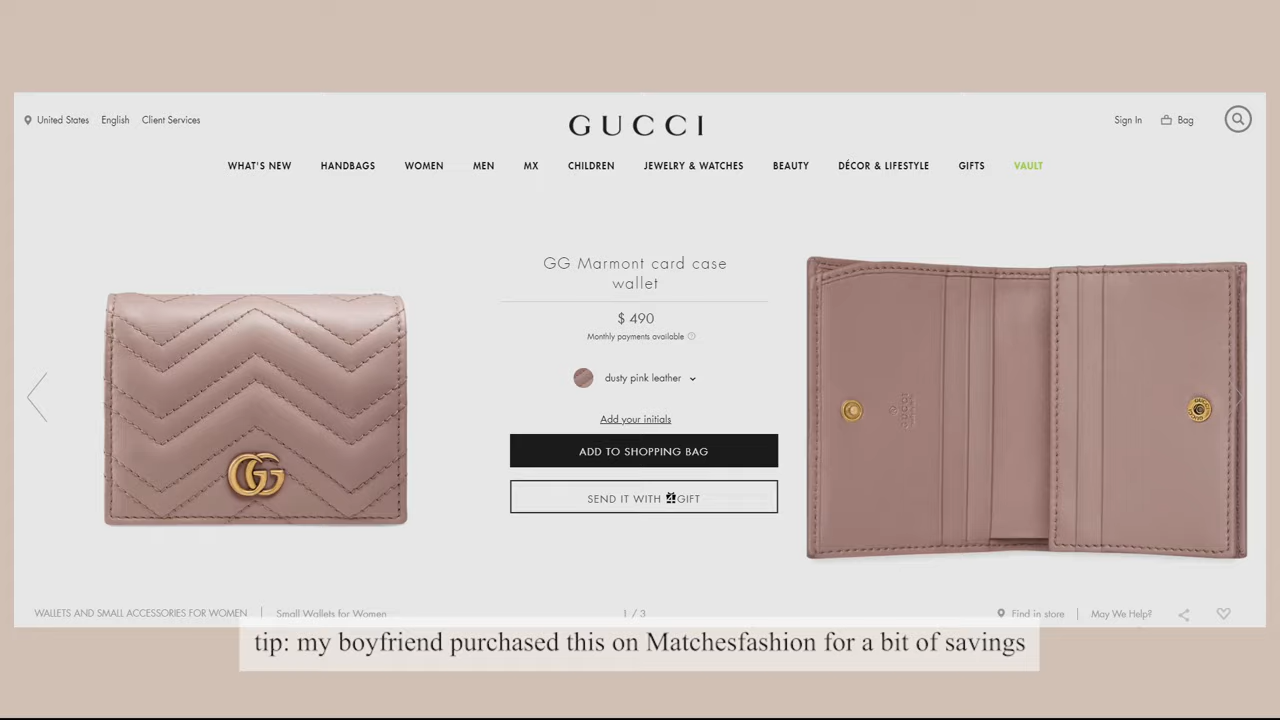 United States English Client Services
GUCCI
Sign In Bag
WHAT'S NEW HANDBAGS WOMEN MEN MX CHILDREN JEWELRY & WATCHES BEAUTY DÉCOR & LIFESTYLE GIFTS VAULT
GG Marmont card case
wallet
$ 490
Monthly payments available
dusty pink leather
Add your initials
ADD TO SHOPPING BAG
SEND IT WITH GIFT
GUCCI
WALLETS AND SMALL ACCESSORIES FOR WOMEN | Small Wallets for Women
1 / 3
Find in store | May We Help?
tip: my boyfriend purchased this on Matchesfashion for a bit of savings